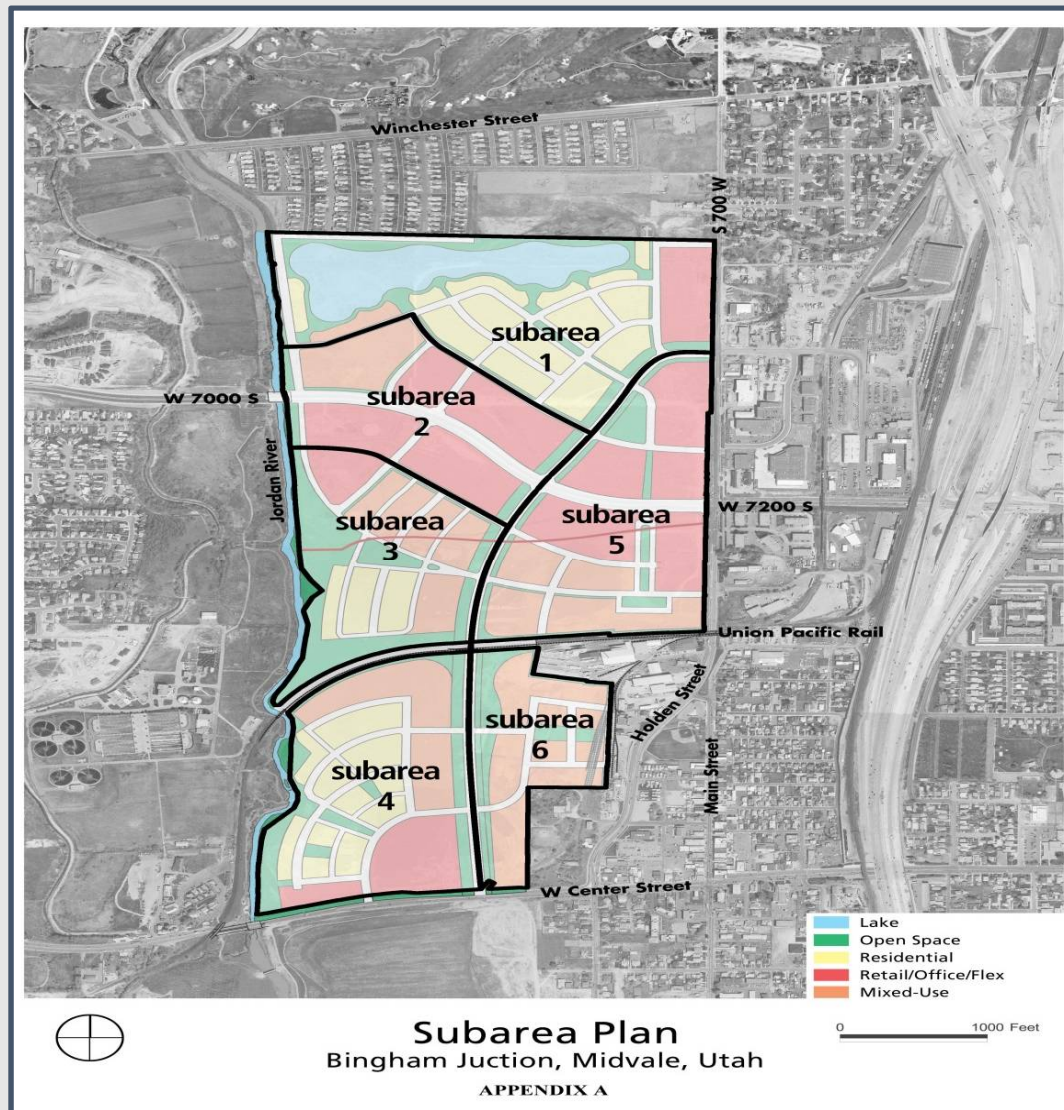 Winchester Street
S 700 W
subarea
1
subarea
2
W 7000 S
Jordan River
subarea
3
subarea
5
W 7200 S
Union Pacific Rail
Holden Street
subarea
6
Main Street
subarea
4
W Center Street
Lake
Open Space
Residential
Retail/Office/Flex
Mixed-Use
Subarea Plan
Bingham Juction, Midvale, Utah
APPENDIX A
0 1000 Feet